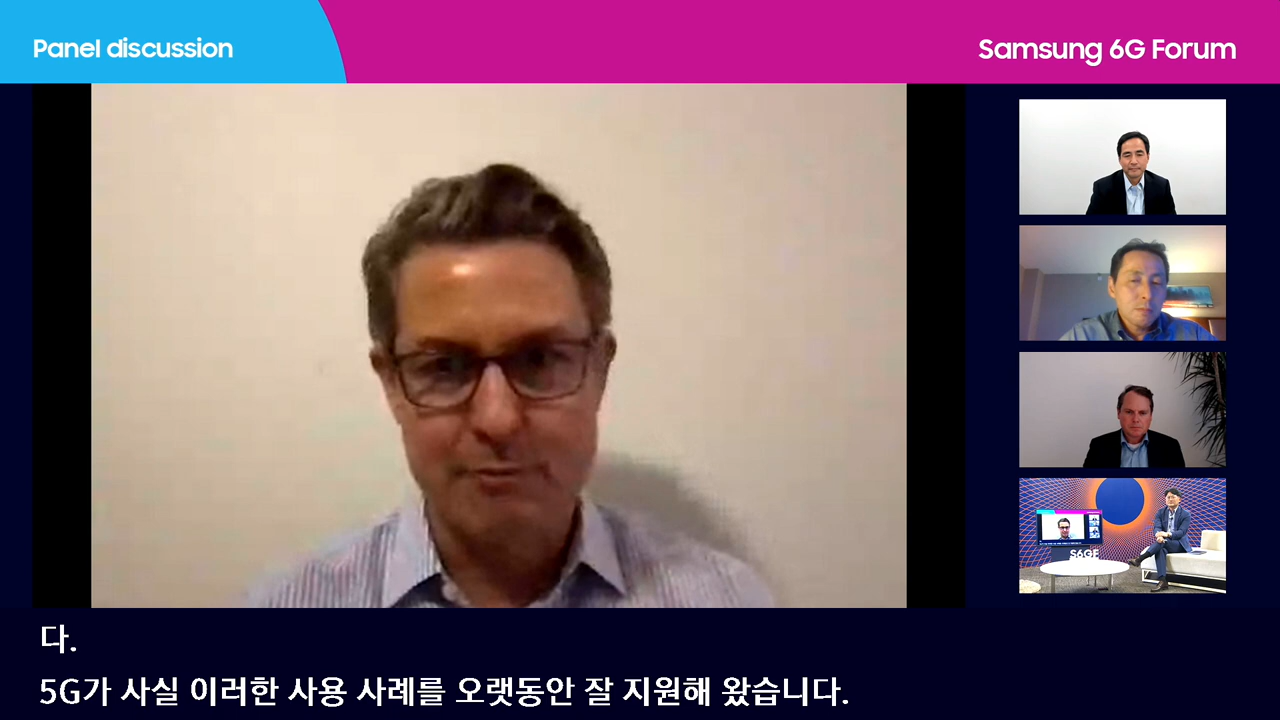 Panel discussion
Samsung 6G Forum
S6GF
다.
5G가 사실 이러한 사용 사례를 오랫동안 잘 지원해 왔습니다.